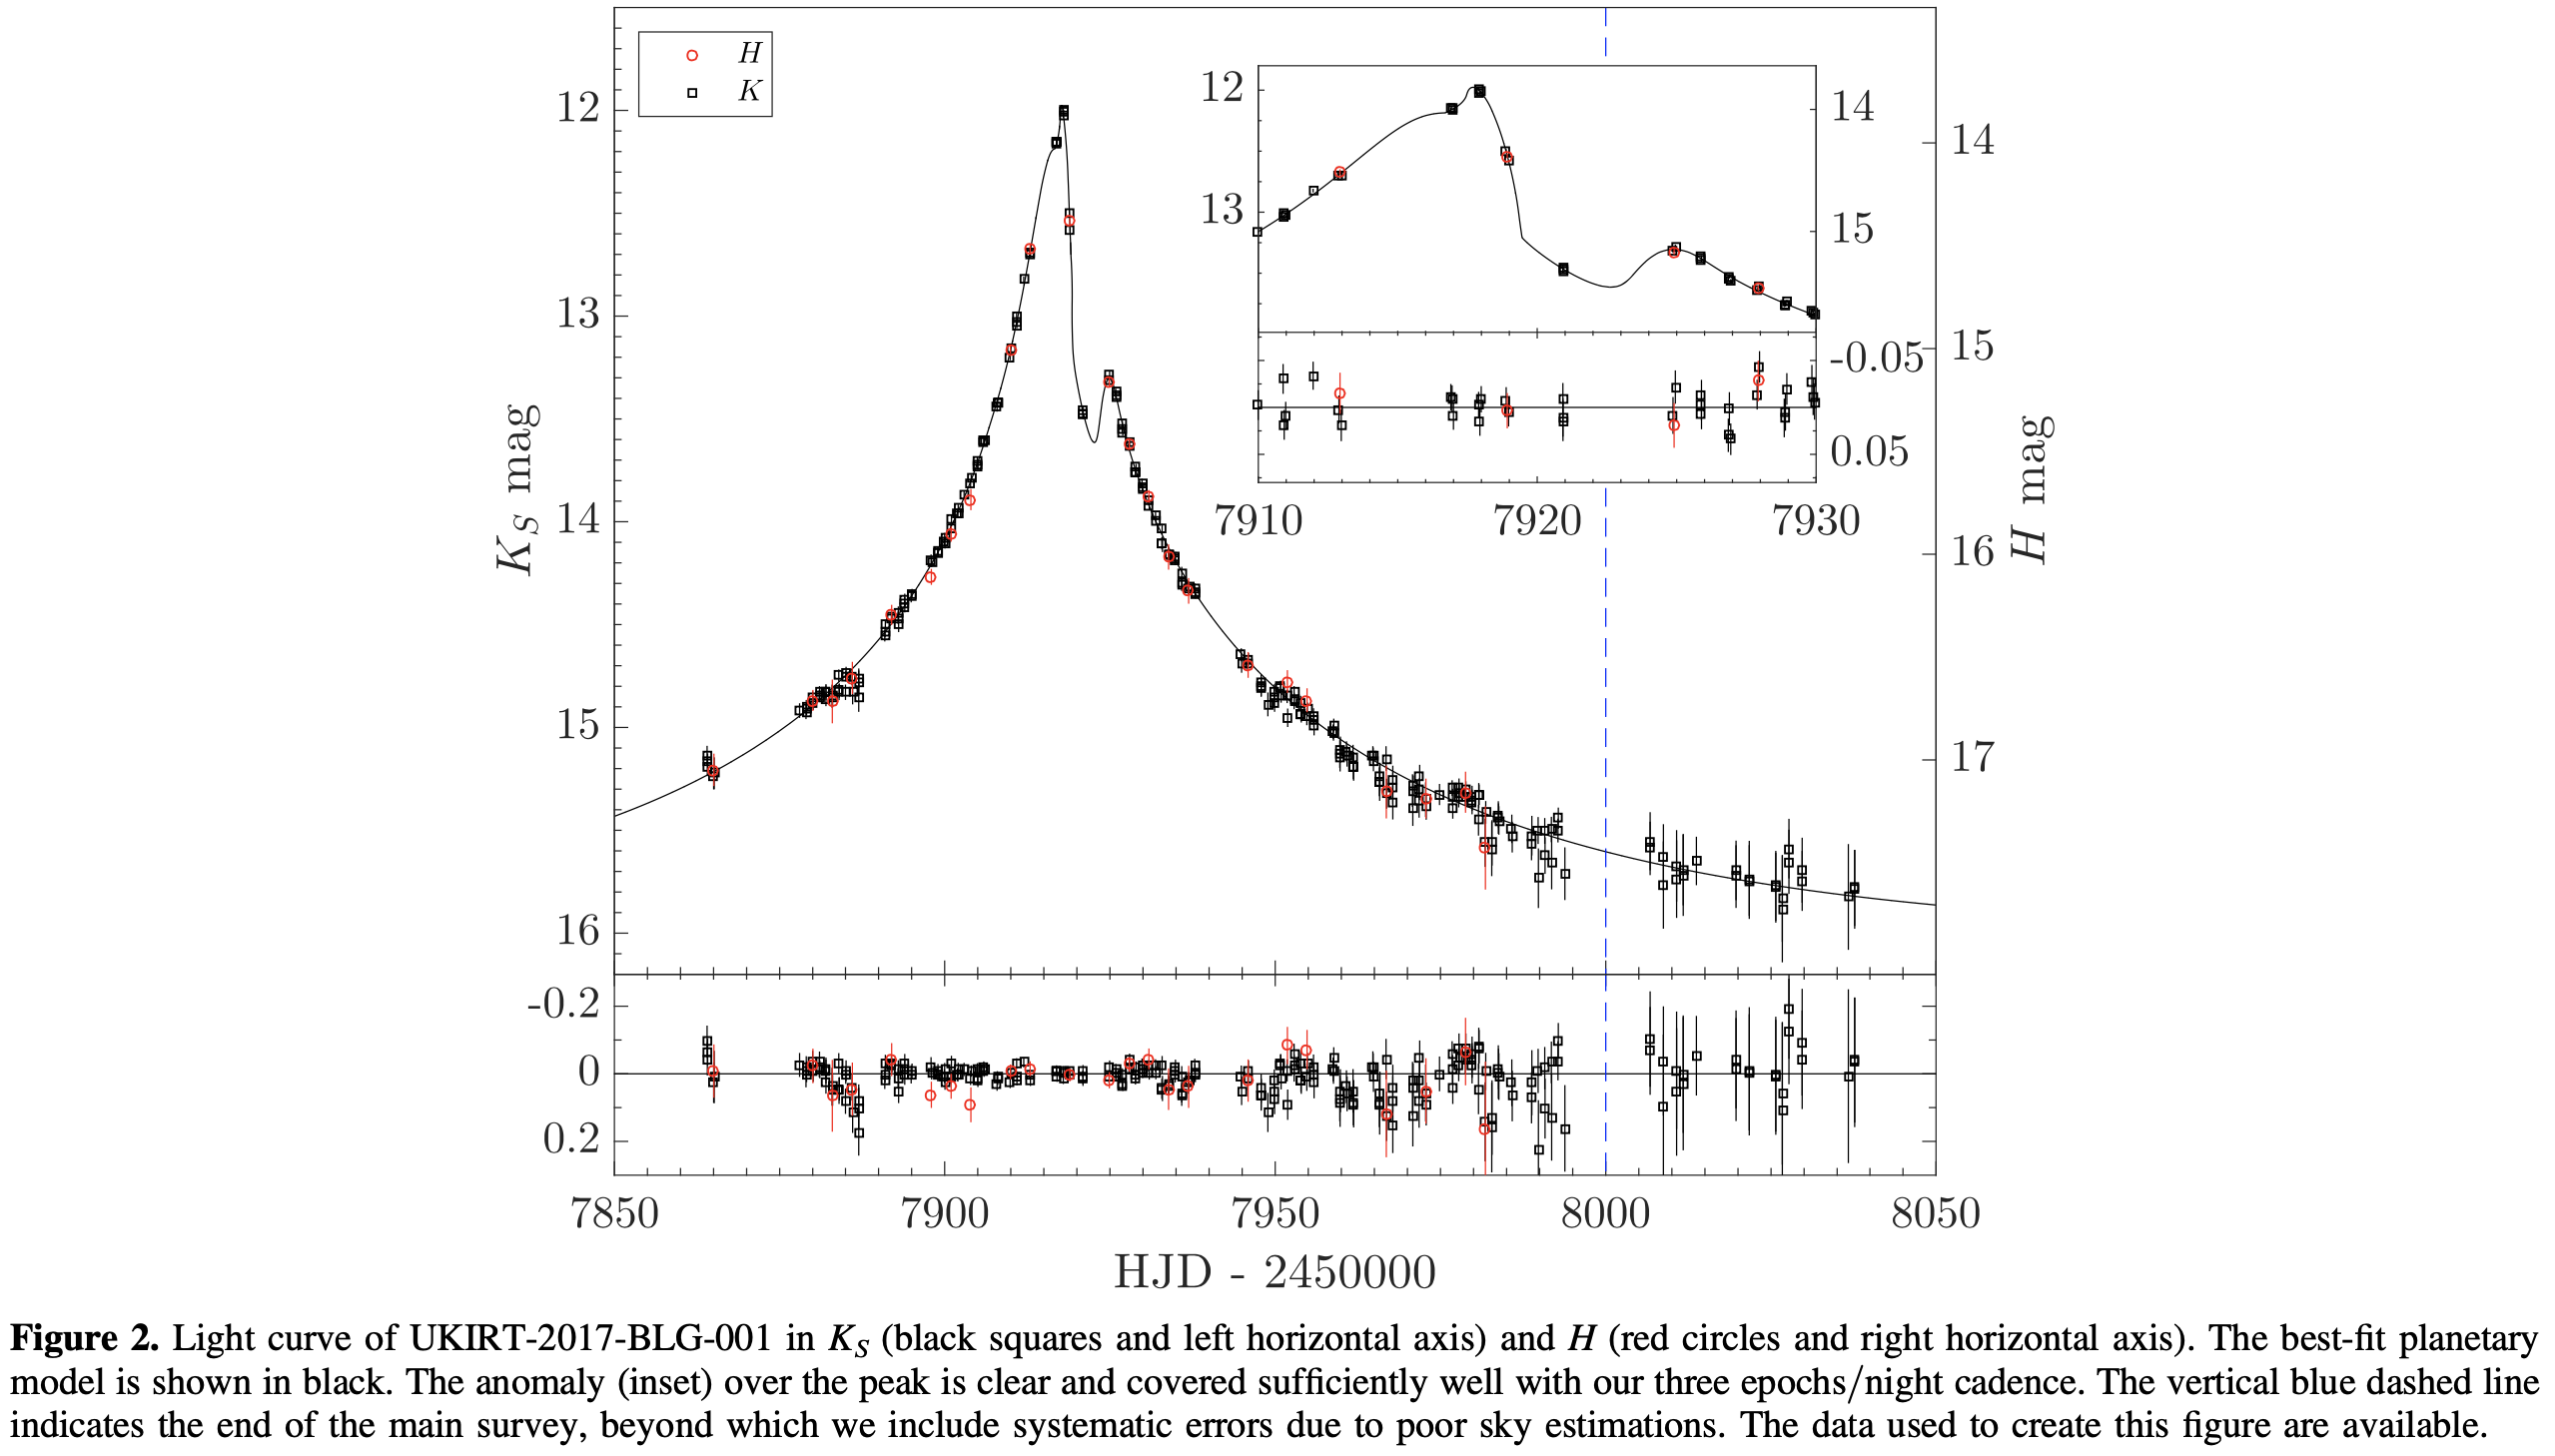 H
K
12
13
14
15
16
K_S mag
14
15
16
17
H mag
12
13
14
15
-0.05
0.05
7910 7920 7930
-0.2
0
0.2
7850 7900 7950 8000 8050
HJD - 2450000
Figure 2. Light curve of UKIRT-2017-BLG-001 in K_S (black squares and left horizontal axis) and H (red circles and right horizontal axis). The best-fit planetary
model is shown in black. The anomaly (inset) over the peak is clear and covered sufficiently well with our three epochs/night cadence. The vertical blue dashed line
indicates the end of the main survey, beyond which we include systematic errors due to poor sky estimations. The data used to create this figure are available.